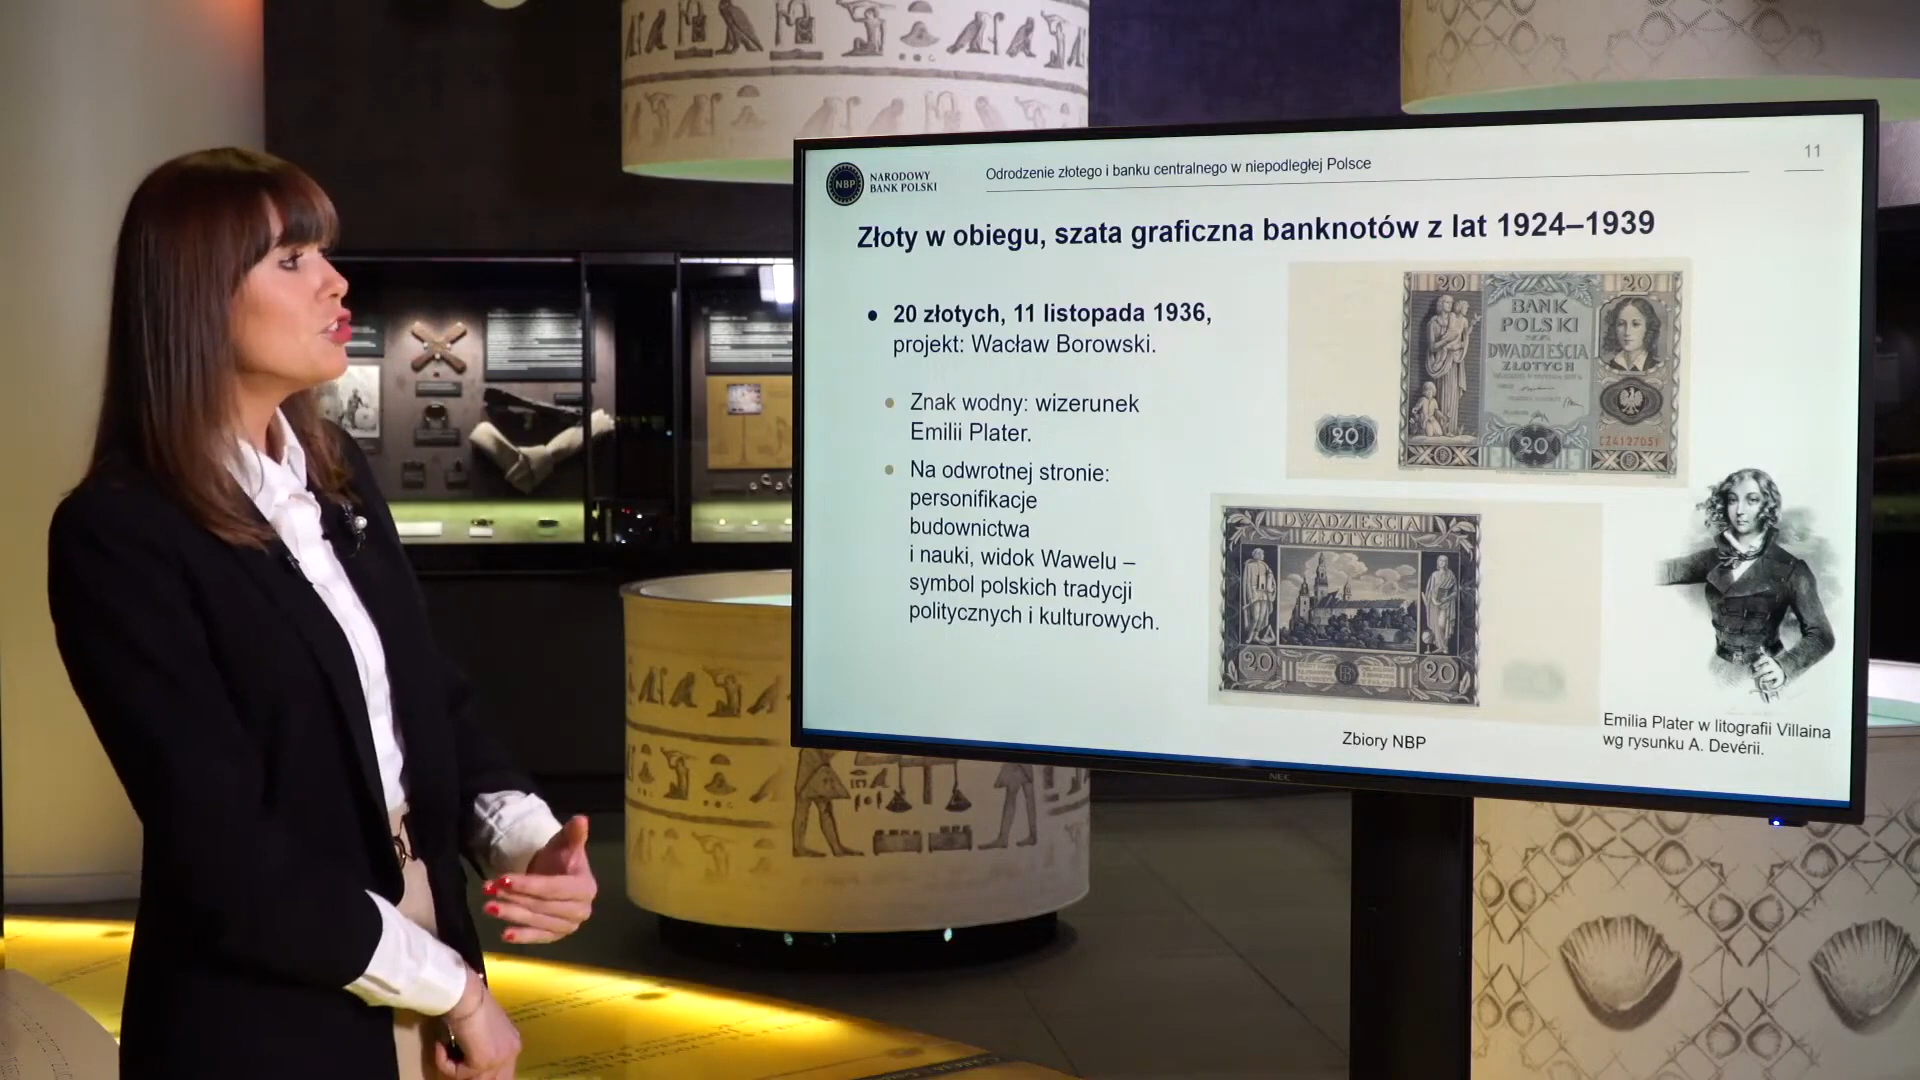 NBP
NARODOWY
BANK POLSKI
Odrodzenie złotego i banku centralnego w niepodległej Polsce
11
Złoty w obiegu, szata graficzna banknotów z lat 1924–1939
• 20 złotych, 11 listopada 1936,
projekt: Wacław Borowski.
• Znak wodny: wizerunek
Emilii Plater.
• Na odwrotnej stronie:
personifikacje
budownictwa
i nauki, widok Wawelu –
symbol polskich tradycji
politycznych i kulturowych.
20
20
BANK
POLSKI
DWADZIEŚCIA
ZŁOTYCH
20
20
CZ4127051
DWADZIEŚCIA
ZŁOTYCH
20
20
Zbiory NBP
Emilia Plater w litografii Villaina
wg rysunku A. Devérii.
NEC